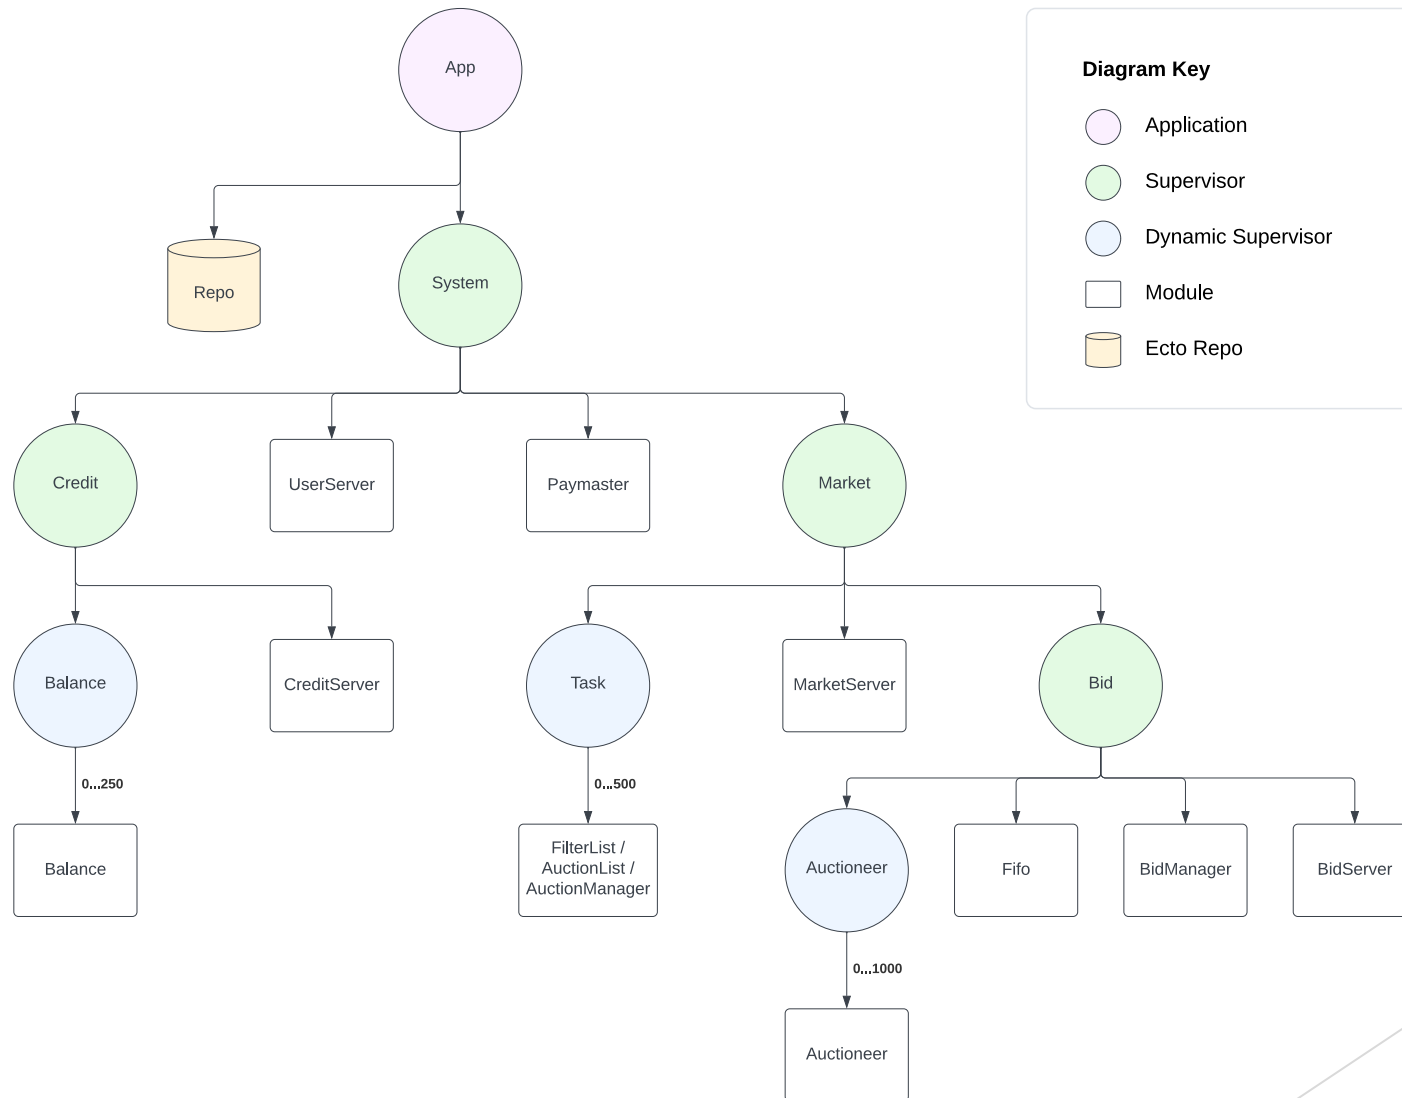 App
Diagram Key
Application
Supervisor
Dynamic Supervisor
Module
Ecto Repo
Repo
System
Credit
UserServer
Paymaster
Market
Balance
CreditServer
Task
MarketServer
Bid
0...250
0...500
Balance
FilterList /
AuctionList /
AuctionManager
Auctioneer
Fifo
BidManager
BidServer
0...1000
Auctioneer